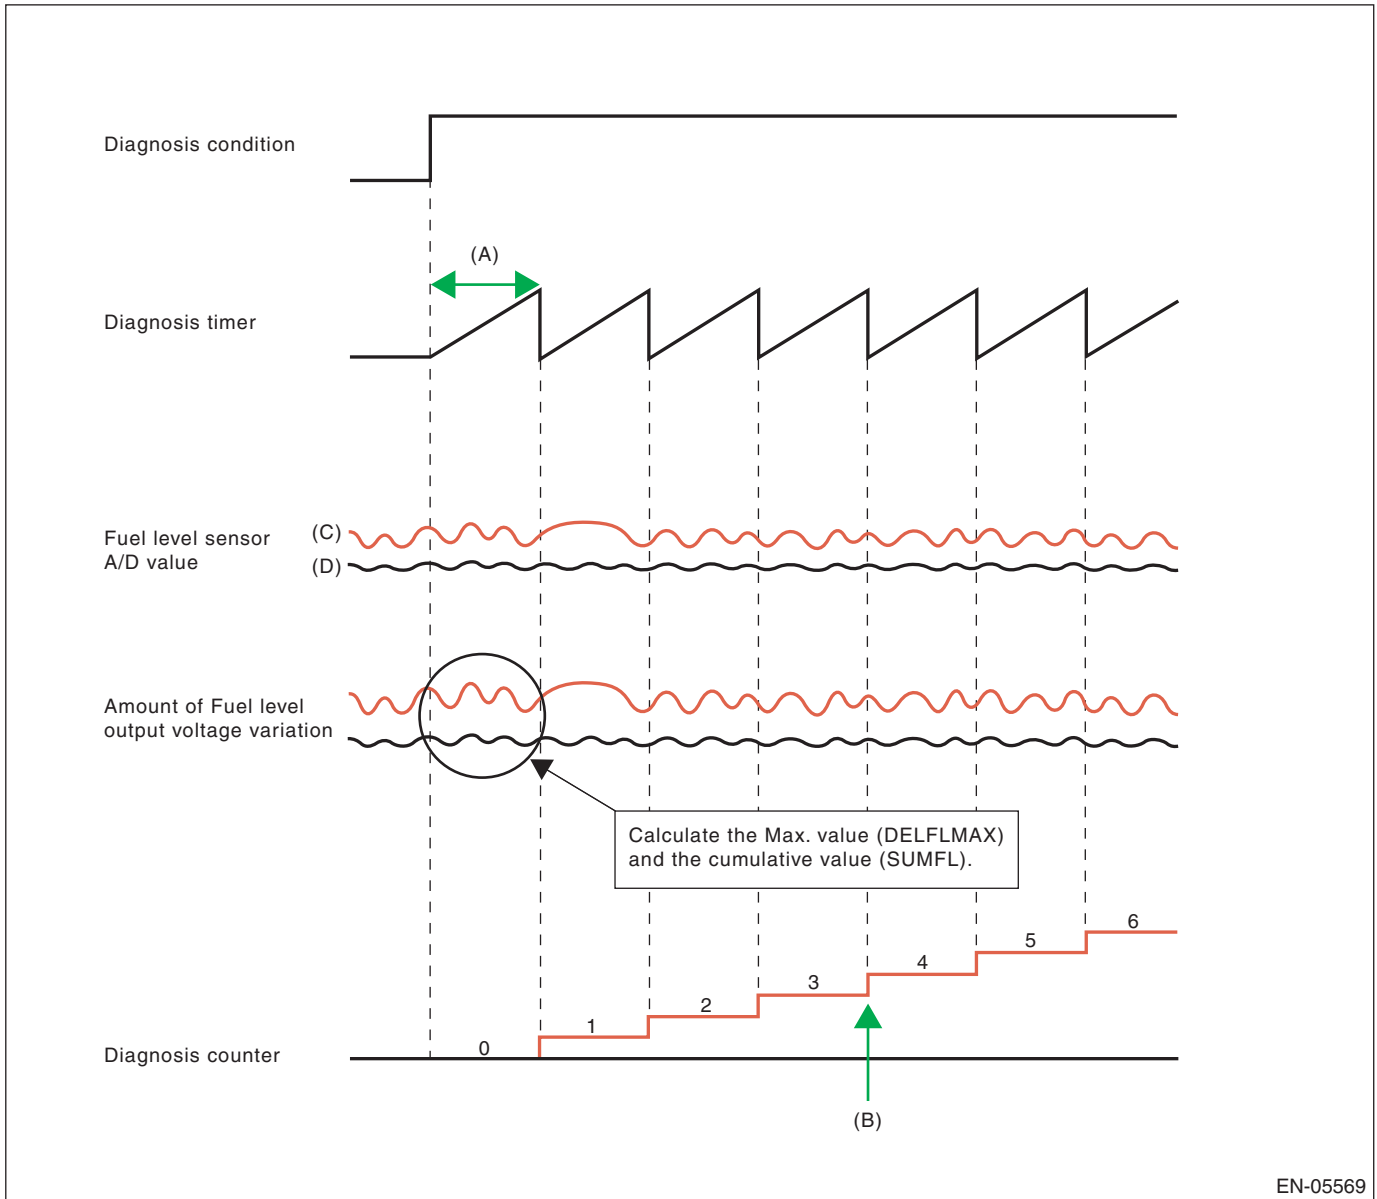 Diagnosis condition
(A)
Diagnosis timer
Fuel level sensor
A/D value
(C)
(D)
Amount of Fuel level
output voltage variation
Calculate the Max. value (DELFLMAX)
and the cumulative value (SUMFL).
Diagnosis counter
0
1
2
3
4
5
6
(B)
EN-05569